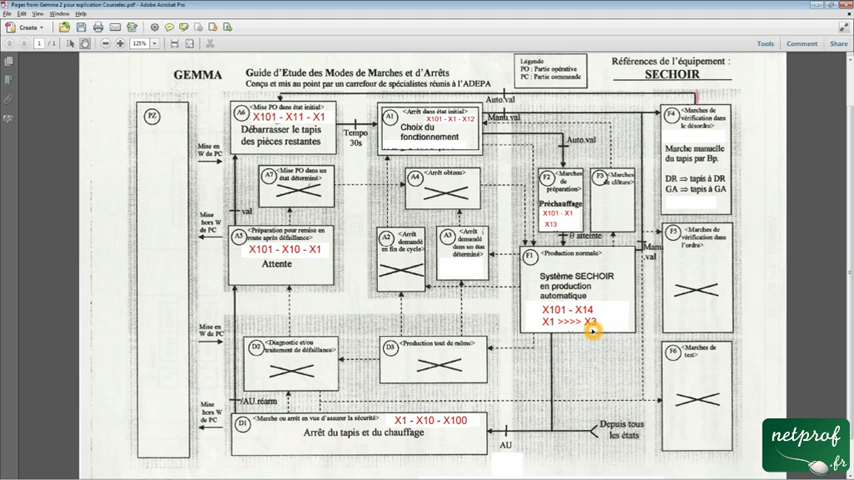 Pages from Gemma 2 pour explication Courselec.pdf - Adobe Acrobat Pro
File Edit View Window Help
Create
1 / 1
125%
Tools
Comment
Share
GEMMA
Guide d'Etude des Modes de Marches et d'Arrêts
Conçu et mis au point par un carrefour de spécialistes réunis à l'ADEPA
Légende
PO : Partie opérative
PC : Partie commande
Références de l'équipement :
SECHOIR
PZ
A6
<Mise PO dans état initial>
X101 - X11 - X1
Débarrasser le tapis
des pièces restantes
Tempo
30s
A1
<Arrêt dans état initial>
X101 - X1 - X12
Choix du
fonctionnement
Auto.val
Manu.val
Auto.val
F4
<Marches de
vérification dans
le désordre>
Marche manuelle
du tapis par Bp.
DR ⇒ tapis à DR
GA ⇒ tapis à GA
Mise en
W de PC
A7
<Mise PO dans un
état déterminé>
A4
<Arrêt obtenu>
F2
<Marches
de
préparation>
Préchauffage
X101 - X1
X13
F3
<Marches
de clôture>
val
Mise hors
W de PC
A5
<Préparation pour remise en
route après défaillance>
X101 - X10 - X1
Attente
A2
<Arrêt
demandé
en fin de cycle>
A3
<Arrêt
demandé
dans un état
déterminé>
θ atteinte
Manu
.val
F5
<Marches de
vérification dans
l'ordre>
F1
<Production normale>
Système SECHOIR
en production
automatique
X101 - X14
X1 >>>> X3
Mise en
W de PC
D2
<Diagnostic et/ou
traitement de défaillance>
D3
<Production tout de même>
F6
<Marches de
test>
/AU.réarm
Mise
hors W
de PC
D1
<Marche ou arrêt en vue d'assurer la sécurité>
X1 - X10 - X100
Arrêt du tapis et du chauffage
AU
Depuis tous
les états
netprof
.fr